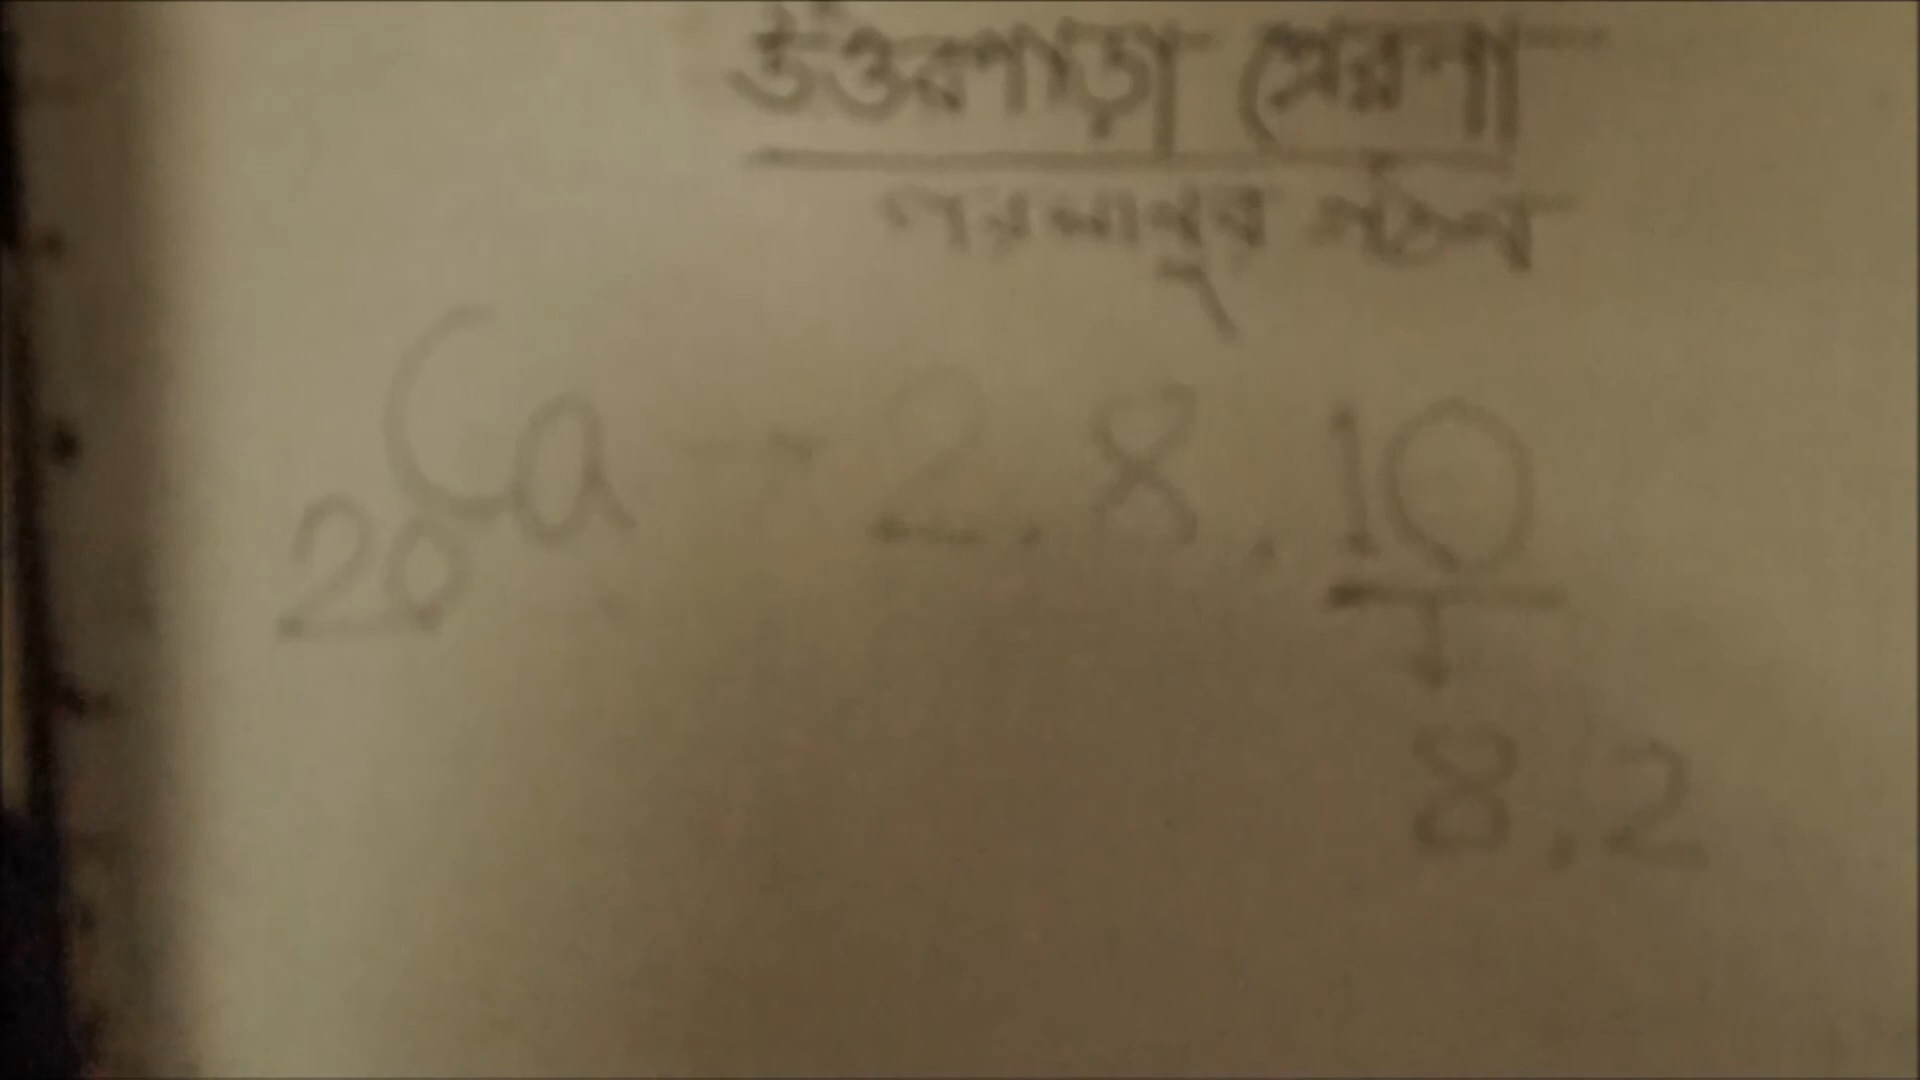 উত্তরপাড়া প্রেরণা
পরমাণুর গঠন
₂₀Ca → 2.8.10
↓
8.2